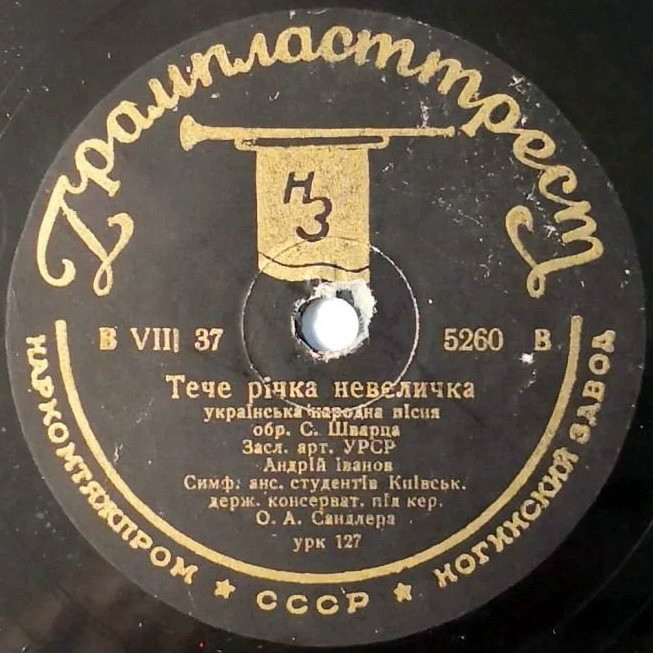 Грампласттрест
НЗ
В VIII 37 5260 В
Тече річка невеличка
українська народна пісня
обр. С. Шварца
Засл. арт. УРСР
Андрій Іванов
Симф. анс. студентів Київськ.
держ. консерват. під кер.
О. А. Сандлера
урк 127
НАРКОМТЯЖПРОМ ★ СССР ★ НОГИНСКИЙ ЗАВОД